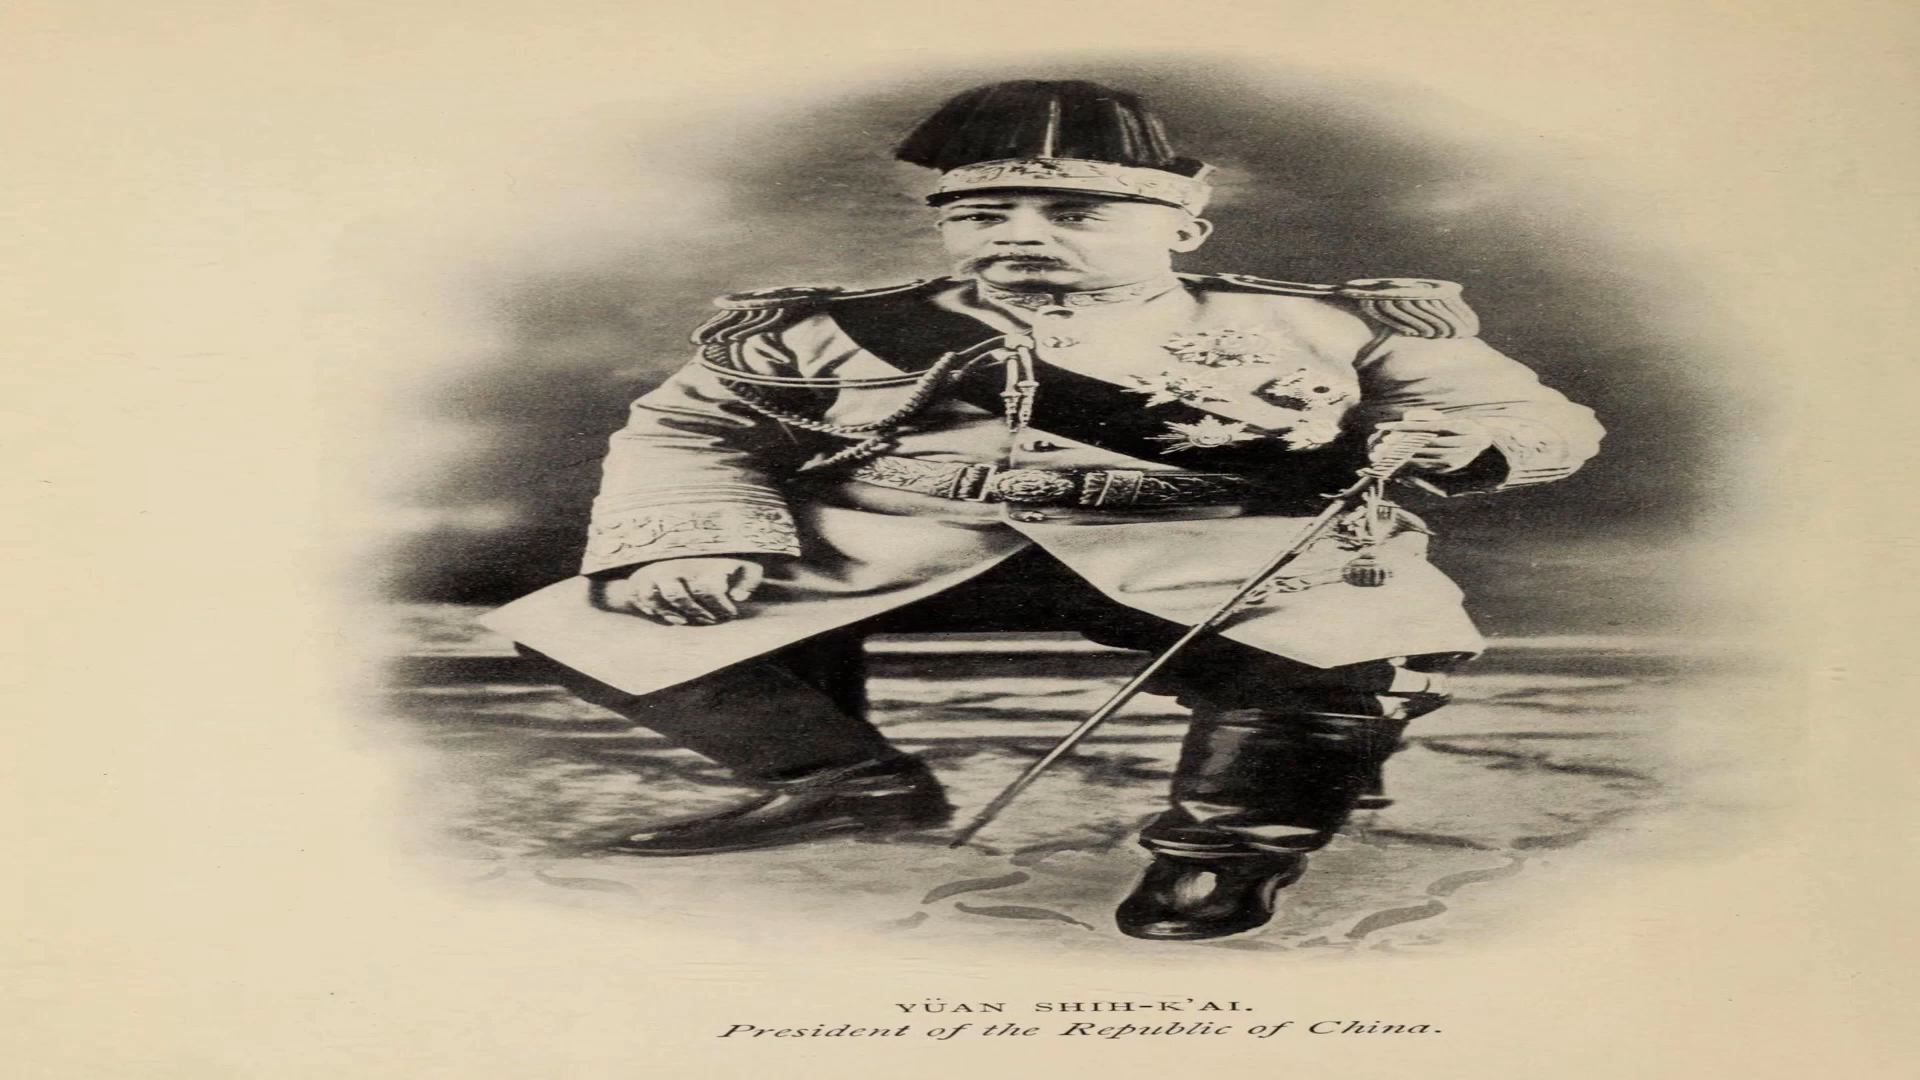 YÜAN SHIH-K'AI.
President of the Republic of China.